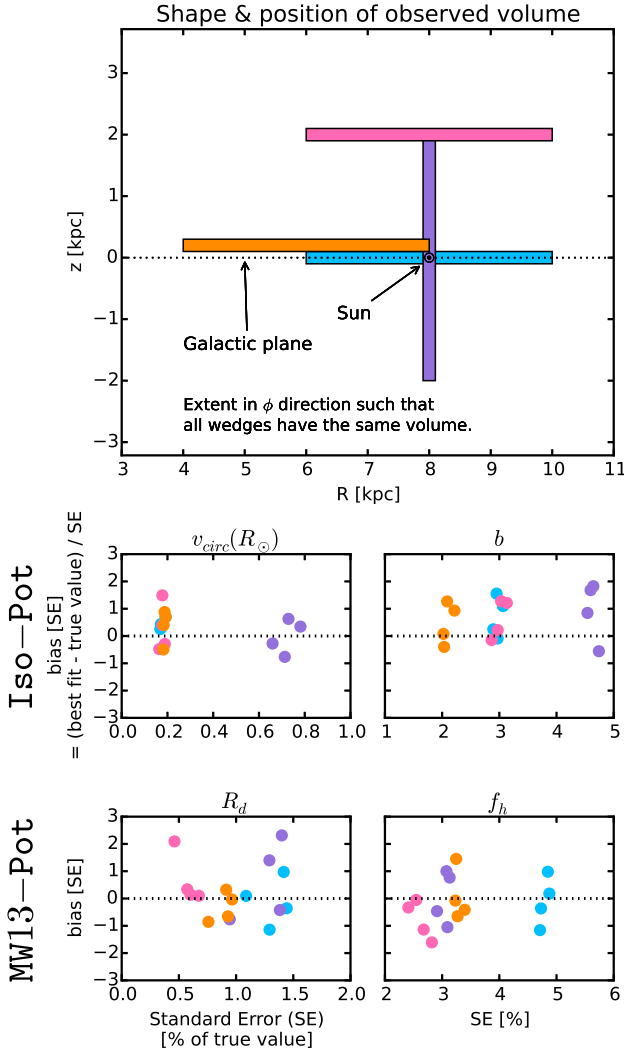 Shape & position of observed volume
3
2
1
0
−1
−2
−3
z [kpc]
Sun
Galactic plane
Extent in ϕ direction such that
all wedges have the same volume.
3 4 5 6 7 8 9 10 11
R [kpc]
Iso−Pot
bias [SE]
= (best fit - true value) / SE
v_circ(R_⊙)
3
2
1
0
−1
−2
−3
0.0 0.2 0.4 0.6 0.8 1.0
b
1 2 3 4 5
MW13−Pot
bias [SE]
R_d
3
2
1
0
−1
−2
−3
0.0 0.5 1.0 1.5 2.0
Standard Error (SE)
[% of true value]
f_h
2 3 4 5 6
SE [%]